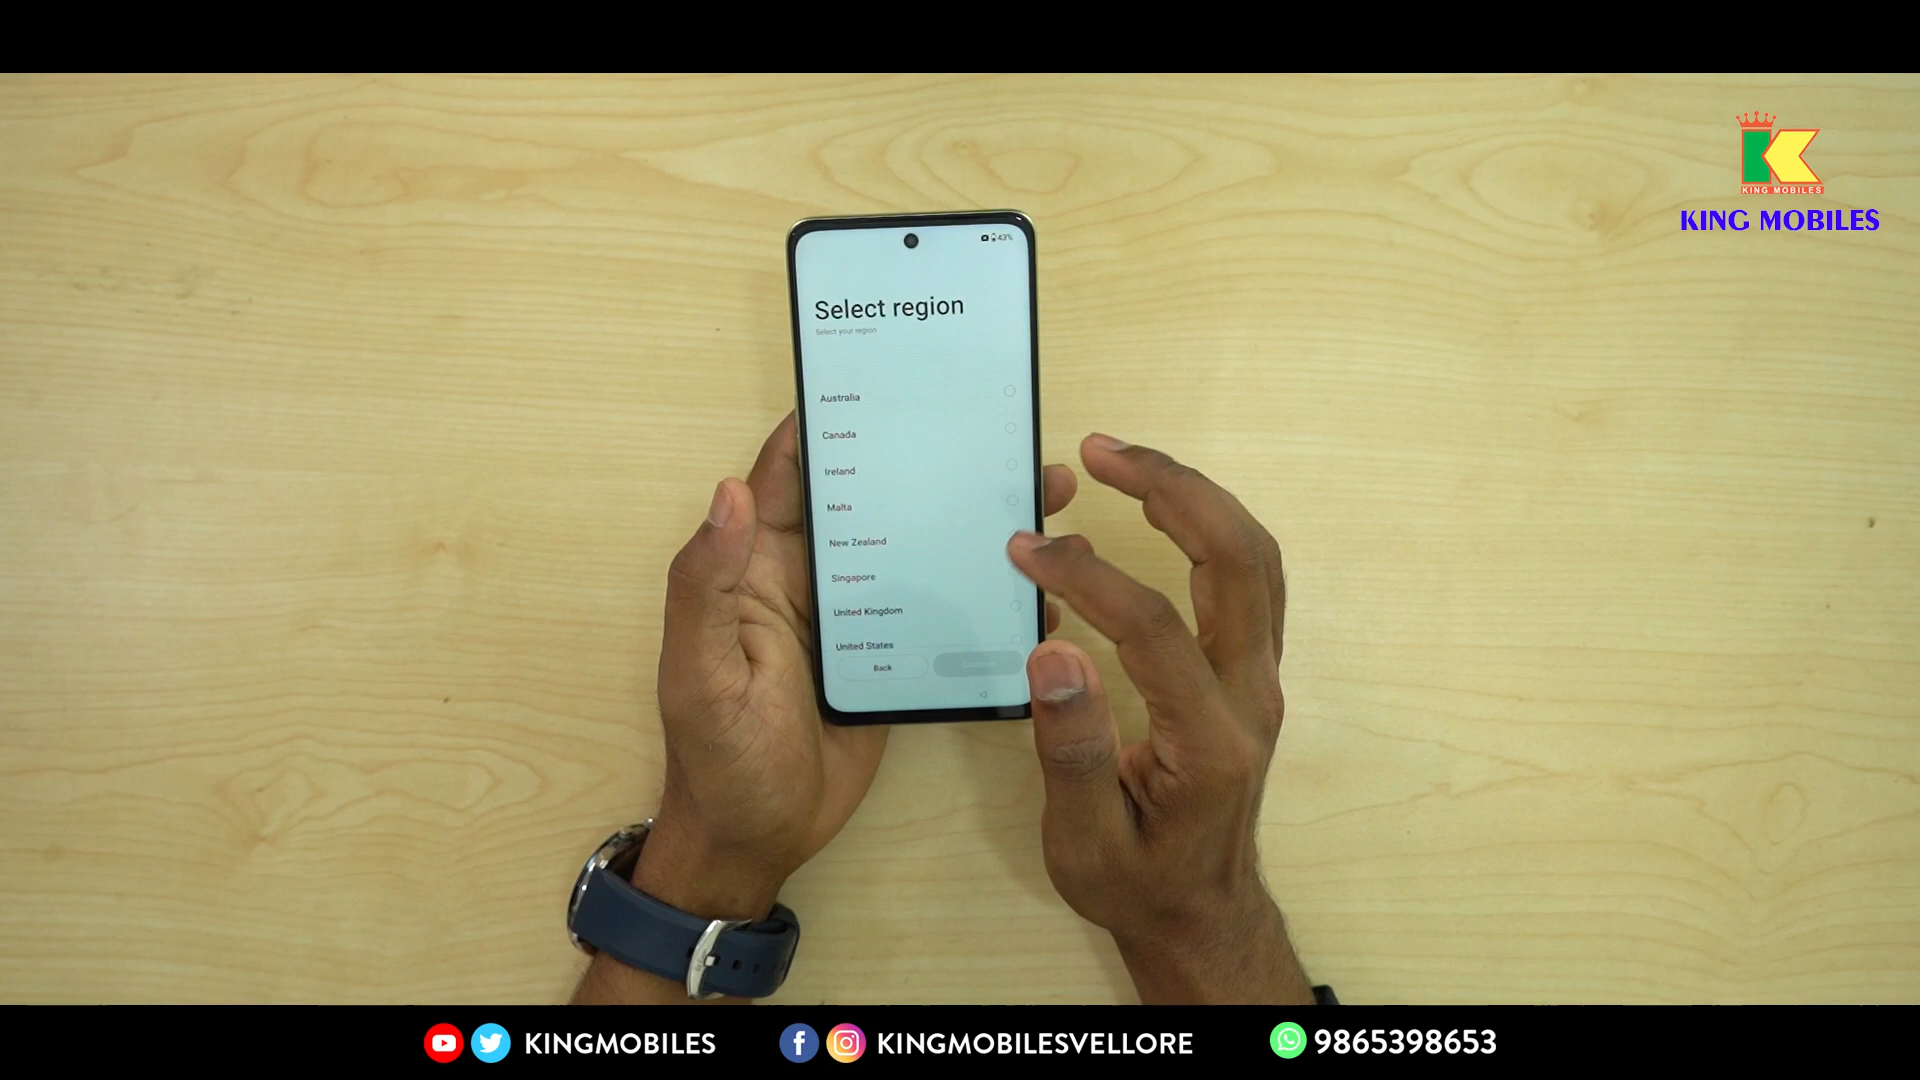 KING MOBILES
KING MOBILES
43%
Select region
Select your region
Australia
Canada
Ireland
Malta
New Zealand
Singapore
United Kingdom
United States
Back
KINGMOBILES
KINGMOBILESVELLORE
9865398653